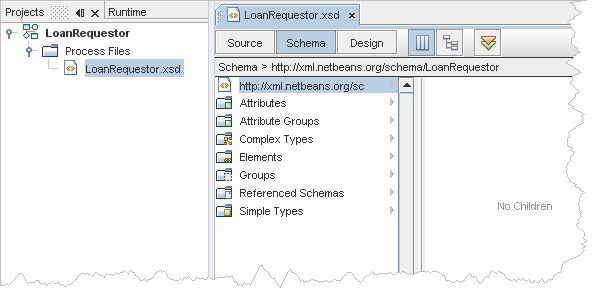 Projects
Runtime
LoanRequestor.xsd
LoanRequestor
Process Files
LoanRequestor.xsd
Source
Schema
Design
Schema > http://xml.netbeans.org/schema/LoanRequestor
http://xml.netbeans.org/sc
Attributes
Attribute Groups
Complex Types
Elements
Groups
Referenced Schemas
Simple Types
No Children